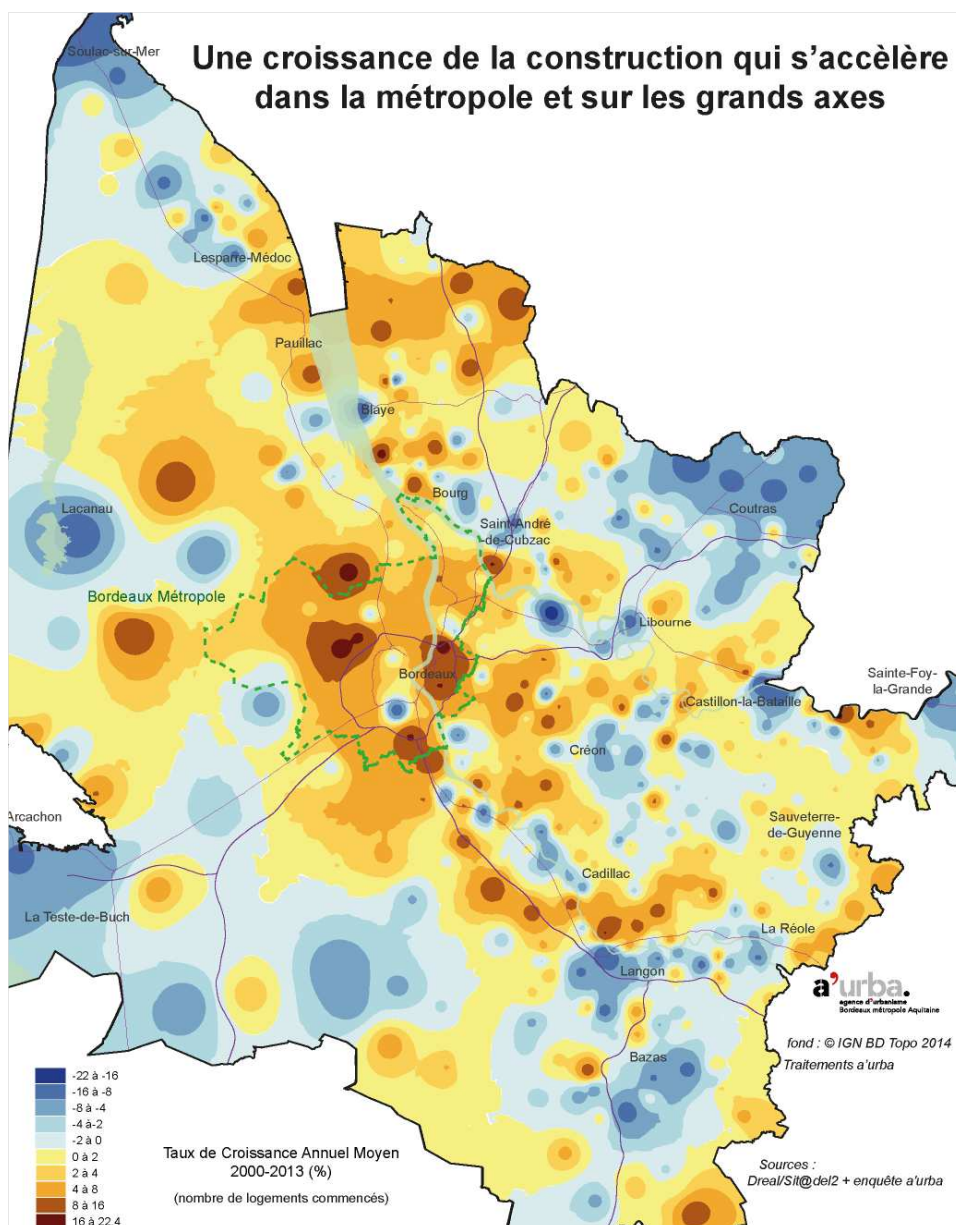 Une croissance de la construction qui s'accèlère
dans la métropole et sur les grands axes
Soulac-sur-Mer
Lesparre-Médoc
Pauillac
Blaye
Bourg
Lacanau
Saint-André
-de-Cubzac
Coutras
Bordeaux Métropole
Libourne
Bordeaux
Sainte-Foy-
la-Grande
Castillon-la-Bataille
Créon
Arcachon
Sauveterre-
de-Guyenne
Cadillac
La Teste-de-Buch
La Réole
Langon
a'urba.
agence d'urbanisme
Bordeaux métropole Aquitaine
fond : © IGN BD Topo 2014
Traitements a'urba
Bazas
-22 à -16
-16 à -8
-8 à -4
-4 à -2
-2 à 0
0 à 2
2 à 4
4 à 8
8 à 16
16 à 22.4
Taux de Croissance Annuel Moyen
2000-2013 (%)
(nombre de logements commencés)
Sources :
Dreal/Sit@del2 + enquête a'urba